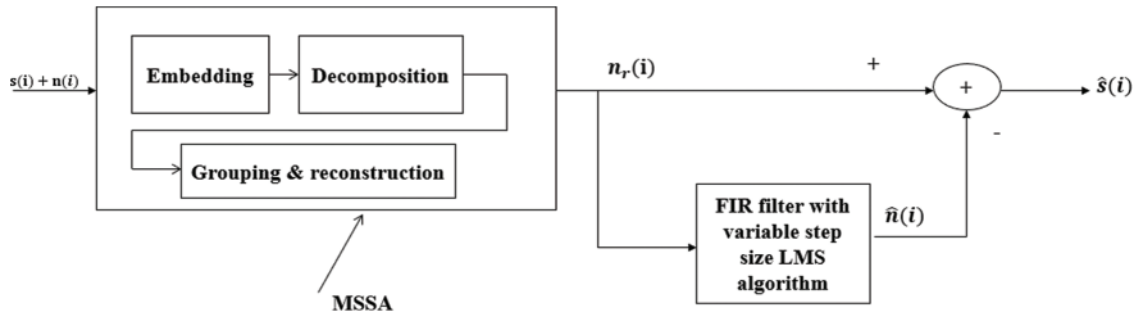 s(i) + n(i)
Embedding
Decomposition
Grouping & reconstruction
MSSA
n_r(i)
+
+
ŝ(i)
-
FIR filter with
variable step
size LMS
algorithm
n̂(i)